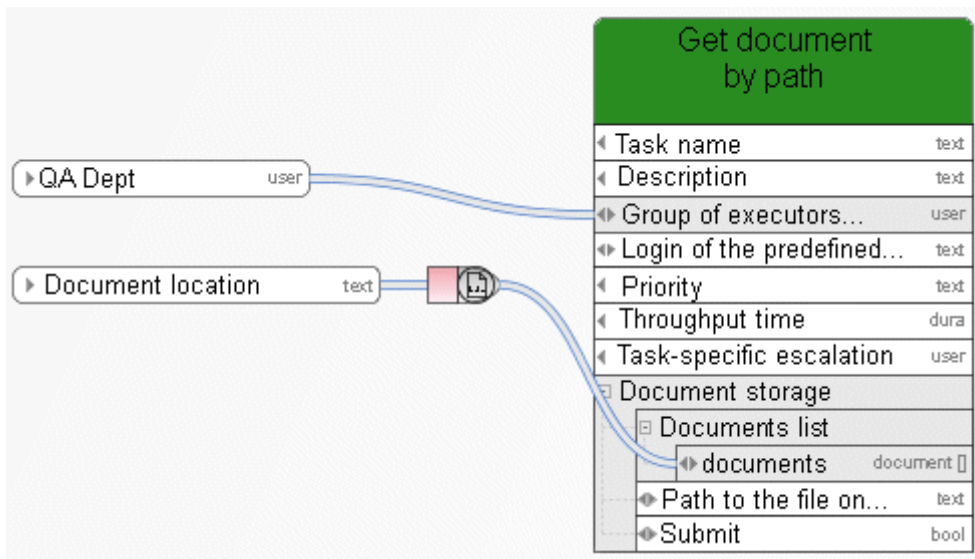 Get document
by path
Task name text
Description text
QA Dept user
Group of executors... user
Login of the predefined... text
Document location text
Priority text
Throughput time dura
Task-specific escalation user
Document storage
Documents list
documents document []
Path to the file on... text
Submit bool